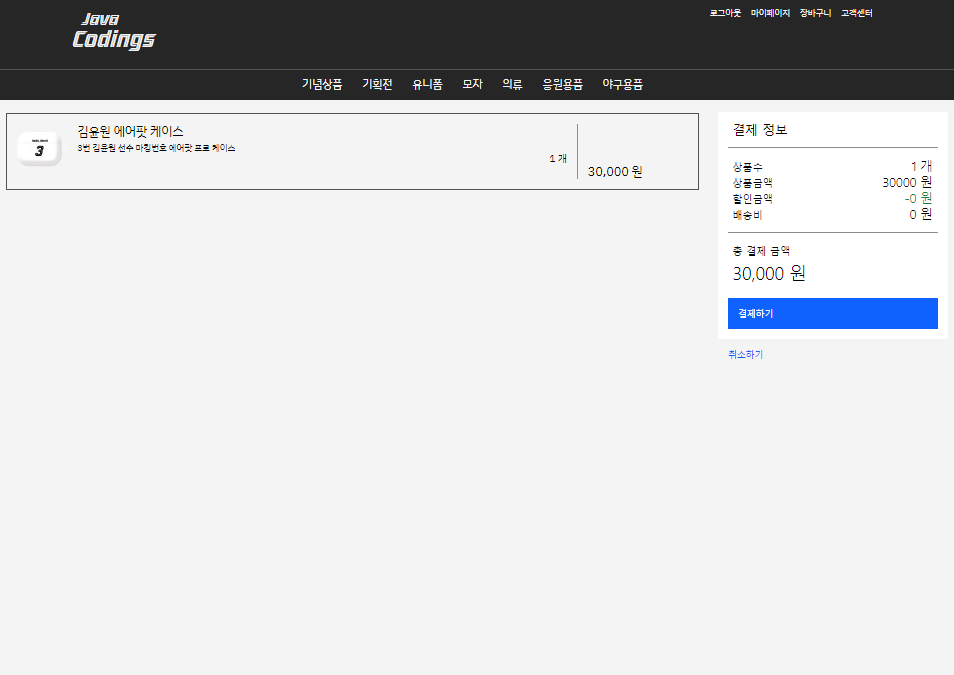 Java
Codings
로그아웃 마이페이지 장바구니 고객센터
기념상품 기획전 유니폼 모자 의류 응원용품 야구용품
김윤원 에어팟 케이스
3번 김윤원 선수 마킹번호 에어팟 프로 케이스
3
1 개
30,000 원
결제 정보
상품수 1 개
상품금액 30000 원
할인금액 -0 원
배송비 0 원
총 결제 금액
30,000 원
결제하기
취소하기